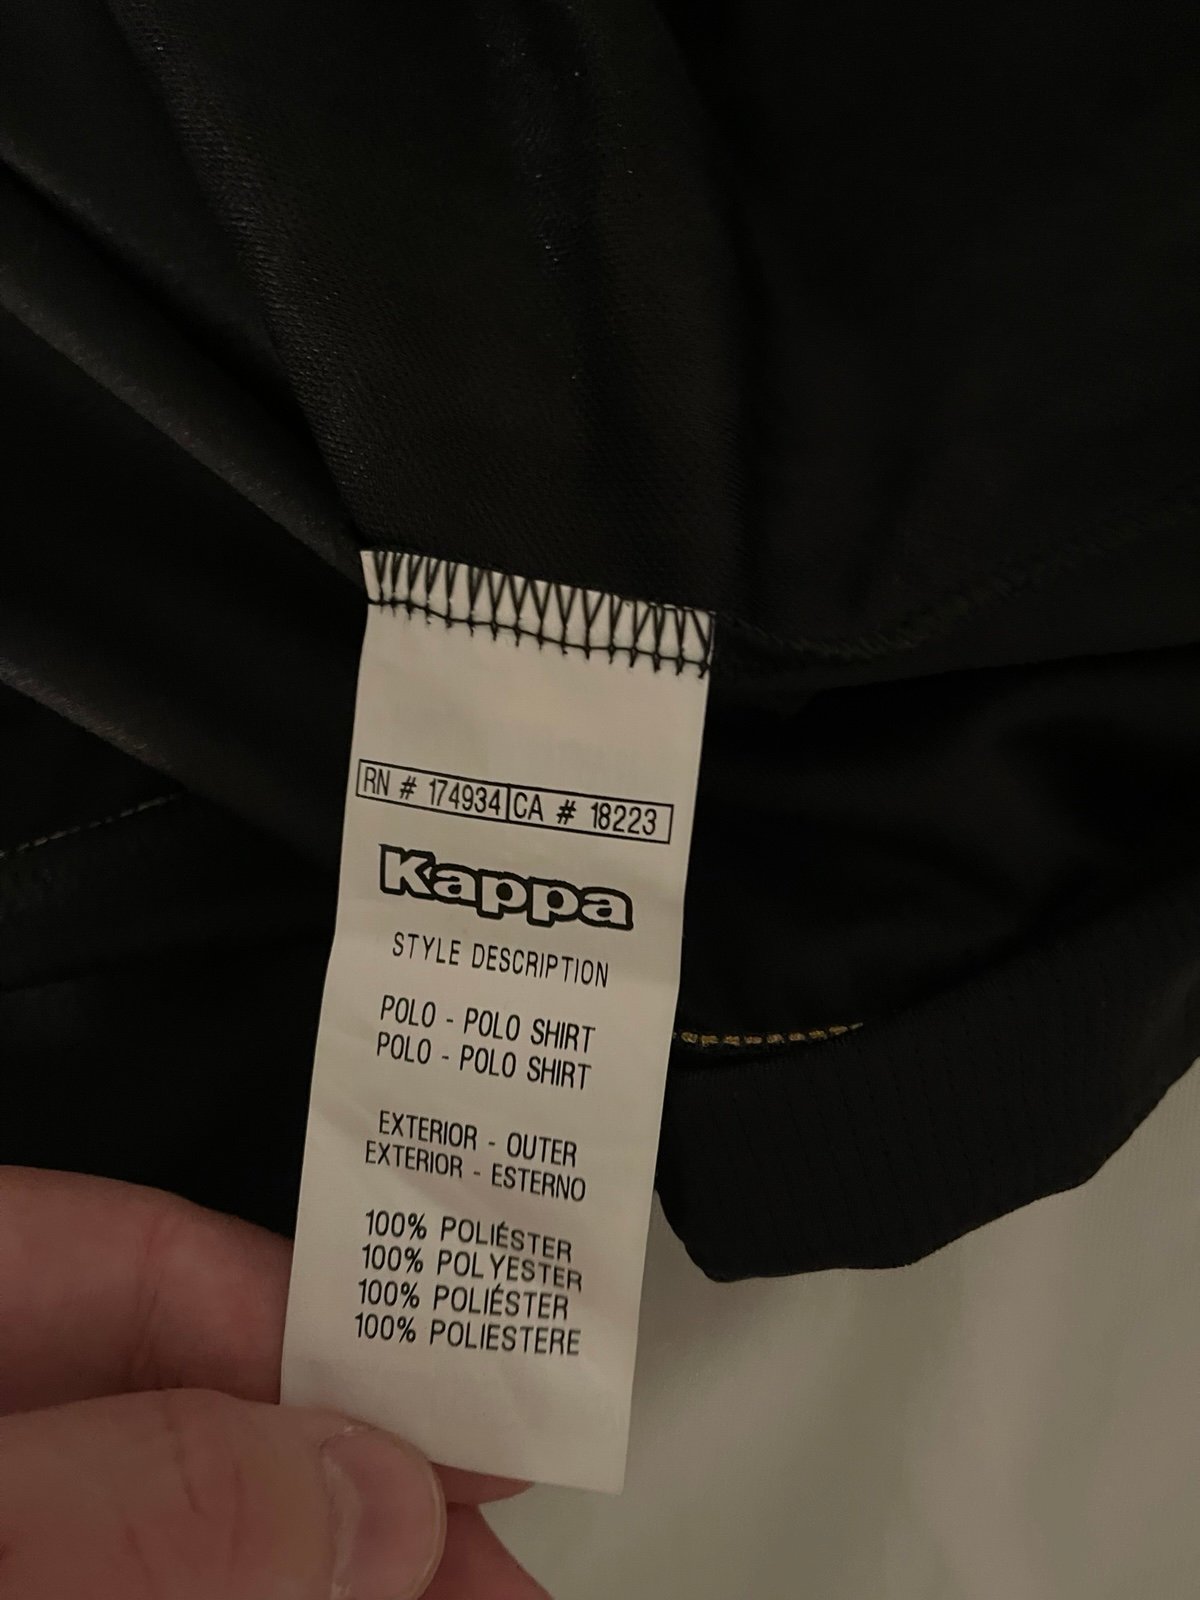 RN # 174934 CA # 18223
Kappa
STYLE DESCRIPTION
POLO - POLO SHIRT
POLO - POLO SHIRT
EXTERIOR - OUTER
EXTERIOR - ESTERNO
100% POLIÉSTER
100% POLYESTER
100% POLIÉSTER
100% POLIESTERE